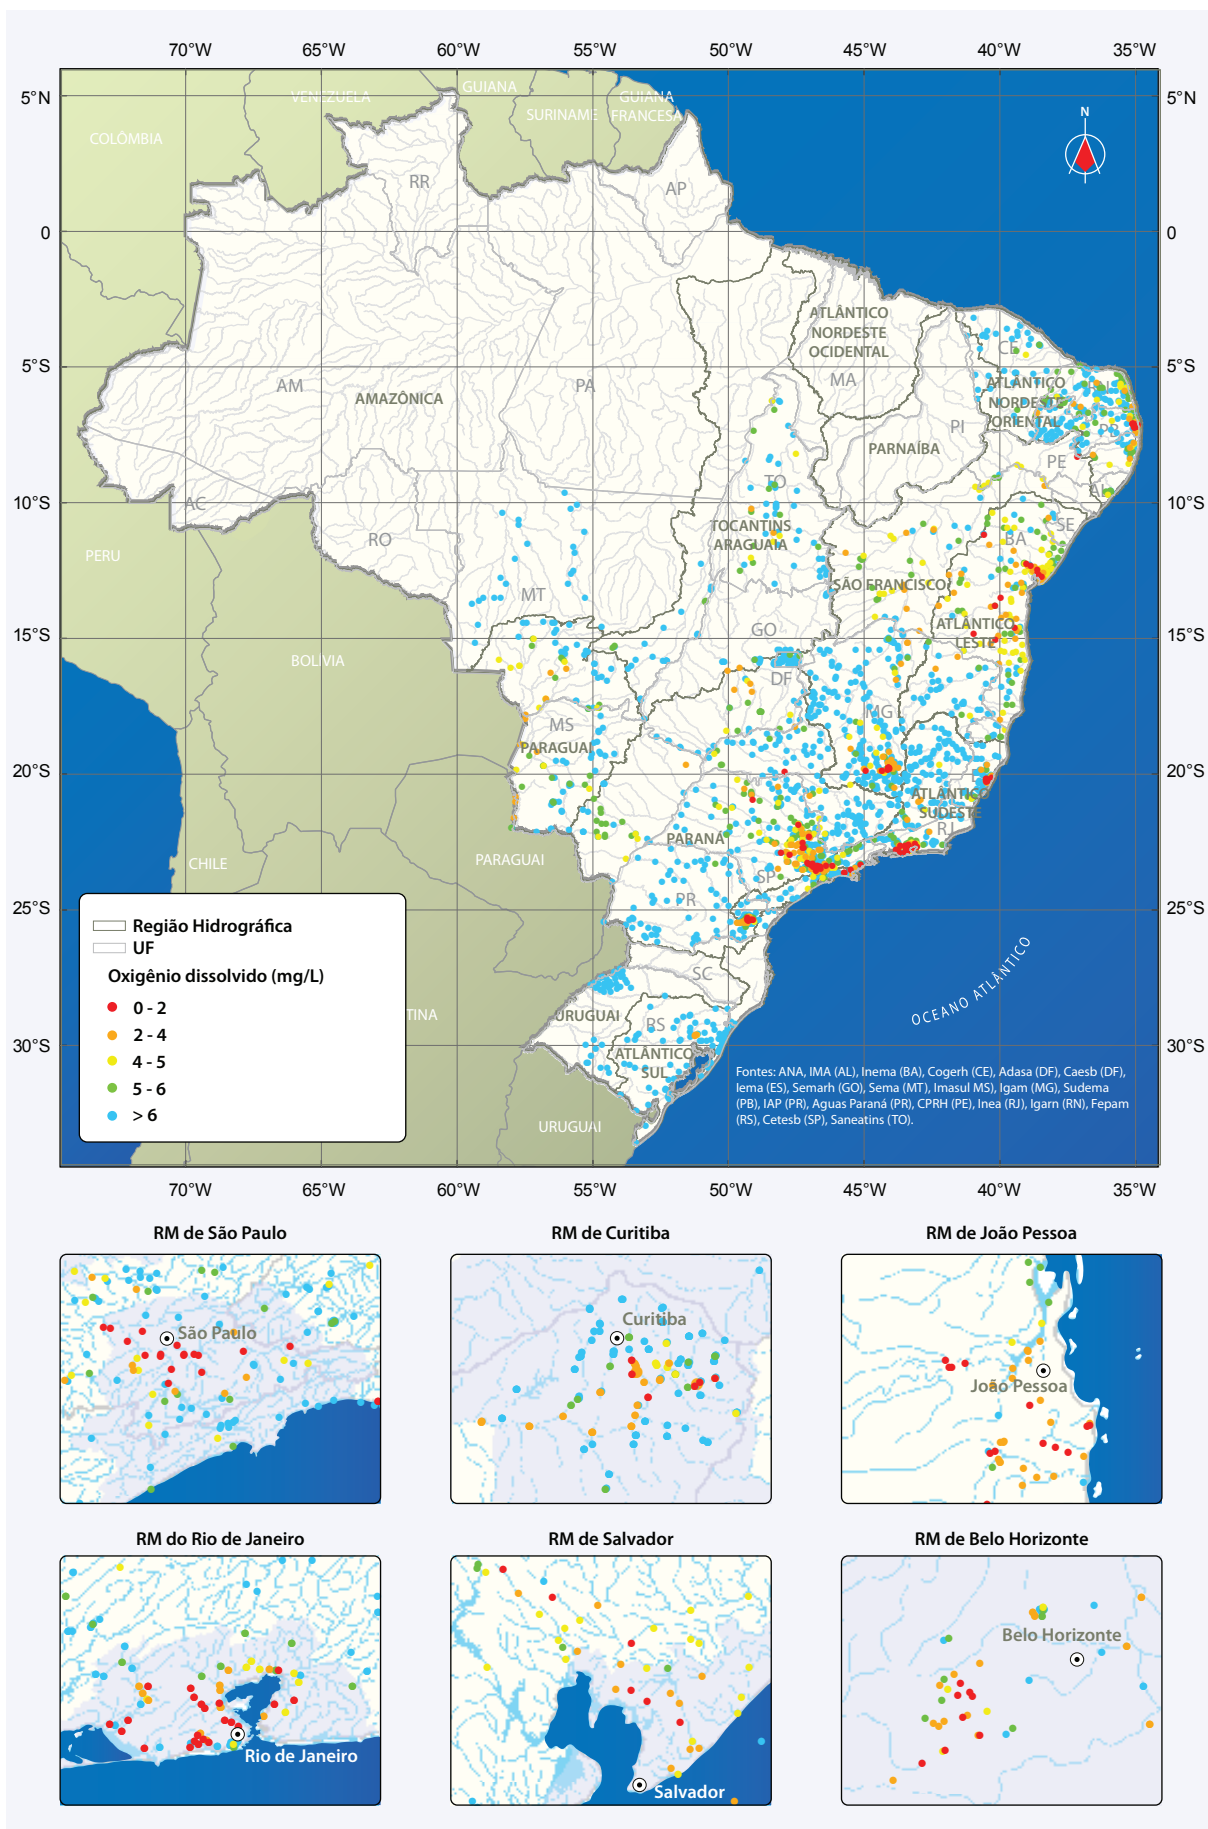 70°W 65°W 60°W 55°W 50°W 45°W 40°W 35°W
5°N
5°N
VENEZUELA
GUIANA
SURINAME
GUIANA
FRANCESA
COLÔMBIA
N
RR
AP
0
0
ATLÂNTICO
NORDESTE
OCIDENTAL
CE
5°S
5°S
AM
AMAZÔNICA
PA
MA
ATLÂNTICO
NORDESTE
ORIENTAL
PI
PB
PARNAÍBA
PE
TO
10°S
10°S
AC
AL
SE
RO
TOCANTINS
ARAGUAIA
BA
PERU
MT
SÃO FRANCISCO
GO
ATLÂNTICO
LESTE
15°S
15°S
BOLÍVIA
DF
MS
MG
PARAGUAI
20°S
20°S
ATLÂNTICO
SUDESTE
RJ
PARANÁ
CHILE
PARAGUAI
SP
PR
25°S
25°S
Região Hidrográfica
UF
Oxigênio dissolvido (mg/L)
0 - 2
2 - 4
4 - 5
5 - 6
> 6
SC
OCEANO ATLÂNTICO
TINA
URUGUAI
RS
30°S
30°S
ATLÂNTICO
SUL
URUGUAI
Fontes: ANA, IMA (AL), Inema (BA), Cogerh (CE), Adasa (DF), Caesb (DF),
Iema (ES), Semarh (GO), Sema (MT), Imasul MS), Igam (MG), Sudema
(PB), IAP (PR), Aguas Paraná (PR), CPRH (PE), Inea (RJ), Igarn (RN), Fepam
(RS), Cetesb (SP), Saneatins (TO).
70°W 65°W 60°W 55°W 50°W 45°W 40°W 35°W
RM de São Paulo
RM de Curitiba
RM de João Pessoa
São Paulo
Curitiba
João Pessoa
RM do Rio de Janeiro
RM de Salvador
RM de Belo Horizonte
Rio de Janeiro
Salvador
Belo Horizonte